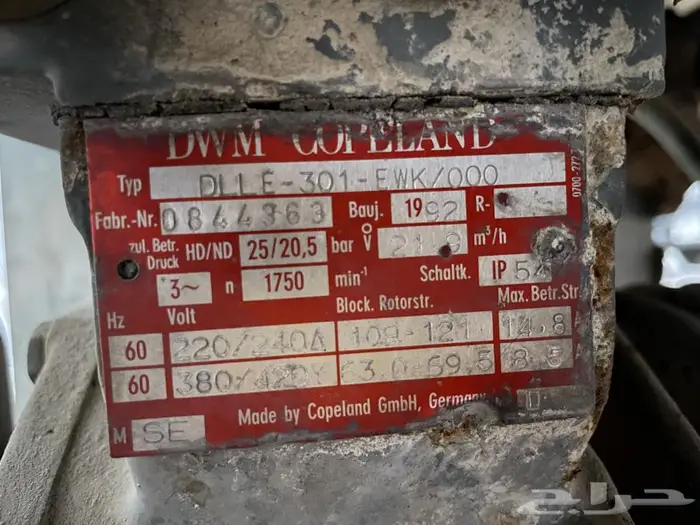 DWM COPELAND
Typ DLLE-301-EWK/000
Fabr.-Nr. 0844363 Bauj. 1992 R-
zul. Betr. Druck HD/ND 25/20,5 bar V̊ 21.9 m³/h
3~ n 1750 min⁻¹ Schaltk. IP 54
Hz Volt Block. Rotorstr. Max. Betr.Str
60 220/240Δ 109-121 14.8 A
60 380/420Y 63.0-69.5 8.5 A
M SE Made by Copeland GmbH, Germany
0700-272
حراج